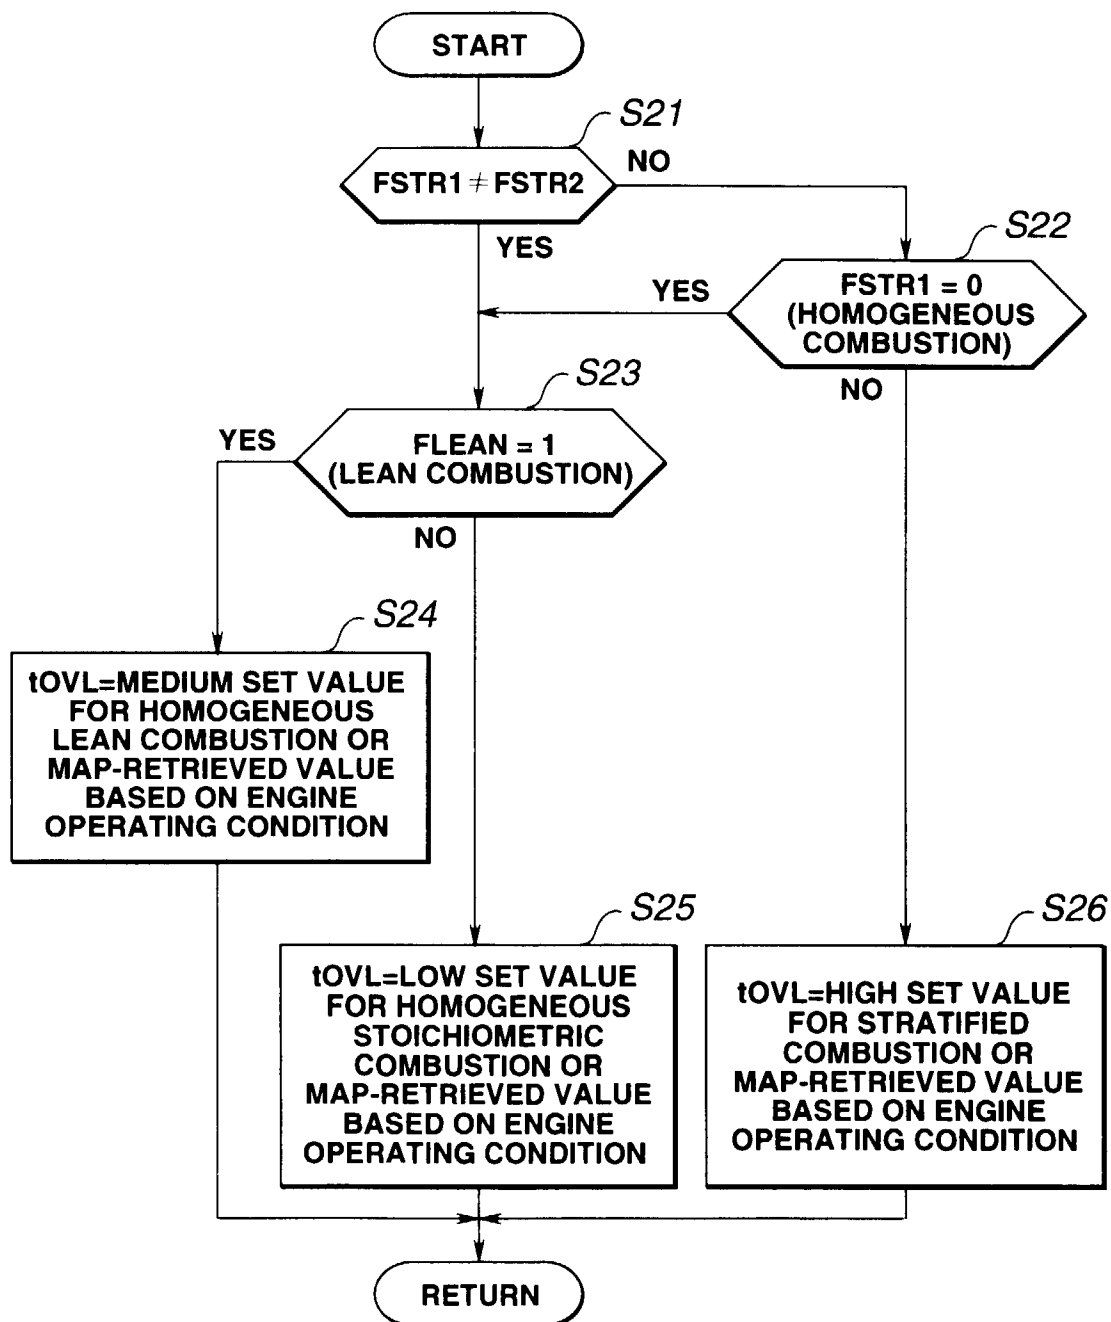 START
S21
FSTR1 ≠ FSTR2
NO
YES
S22
FSTR1 = 0
(HOMOGENEOUS
COMBUSTION)
YES
NO
S23
FLEAN = 1
(LEAN COMBUSTION)
YES
NO
S24
tOVL=MEDIUM SET VALUE
FOR HOMOGENEOUS
LEAN COMBUSTION OR
MAP-RETRIEVED VALUE
BASED ON ENGINE
OPERATING CONDITION
S25
tOVL=LOW SET VALUE
FOR HOMOGENEOUS
STOICHIOMETRIC
COMBUSTION OR
MAP-RETRIEVED VALUE
BASED ON ENGINE
OPERATING CONDITION
S26
tOVL=HIGH SET VALUE
FOR STRATIFIED
COMBUSTION OR
MAP-RETRIEVED VALUE
BASED ON ENGINE
OPERATING CONDITION
RETURN